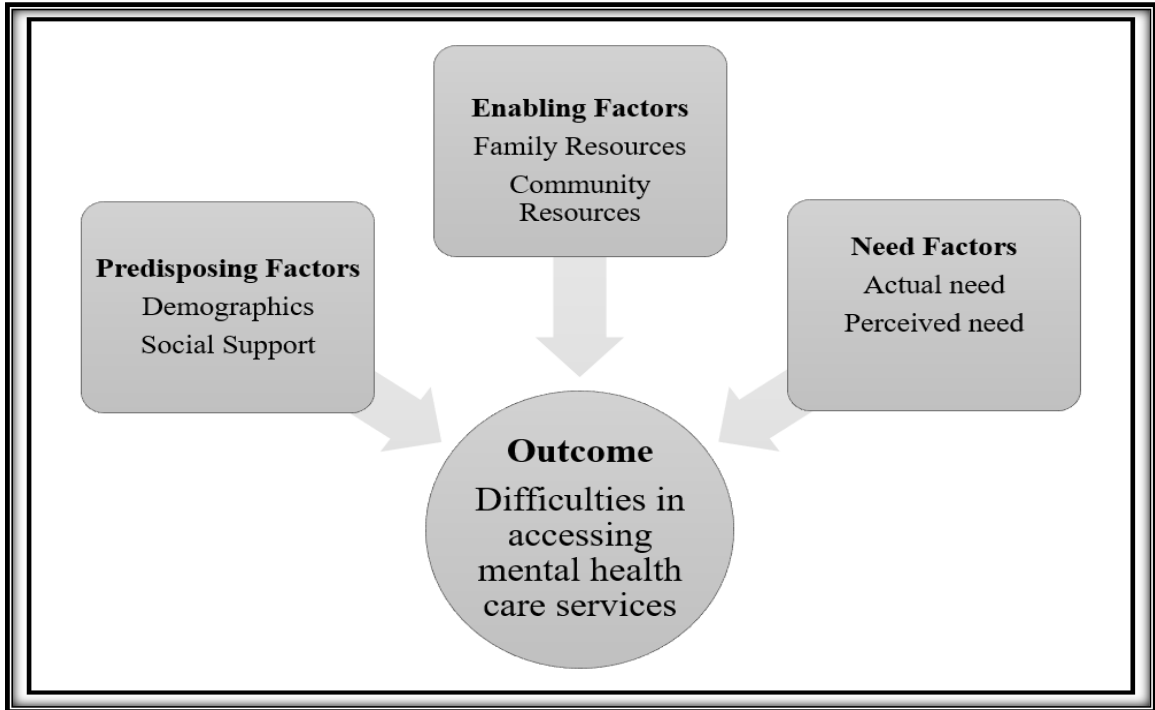 Enabling Factors
Family Resources
Community
Resources
Predisposing Factors
Demographics
Social Support
Need Factors
Actual need
Perceived need
Outcome
Difficulties in
accessing
mental health
care services